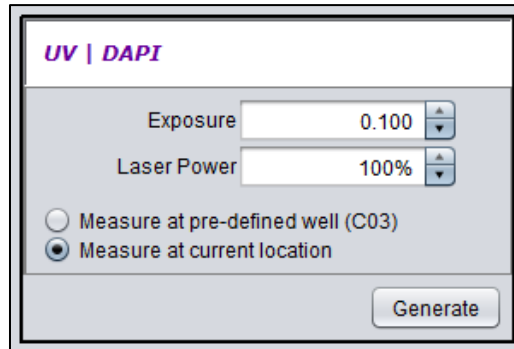 UV | DAPI
Exposure 0.100
Laser Power 100%
Measure at pre-defined well (C03)
Measure at current location
Generate